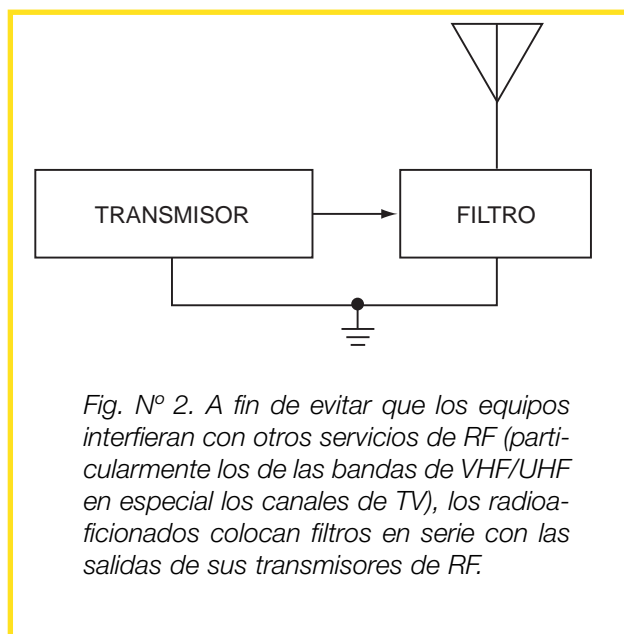 TRANSMISOR
FILTRO
Fig. Nº 2. A fin de evitar que los equipos
interfieran con otros servicios de RF (parti-
cularmente los de las bandas de VHF/UHF
en especial los canales de TV), los radioa-
ficionados colocan filtros en serie con las
salidas de sus transmisores de RF.